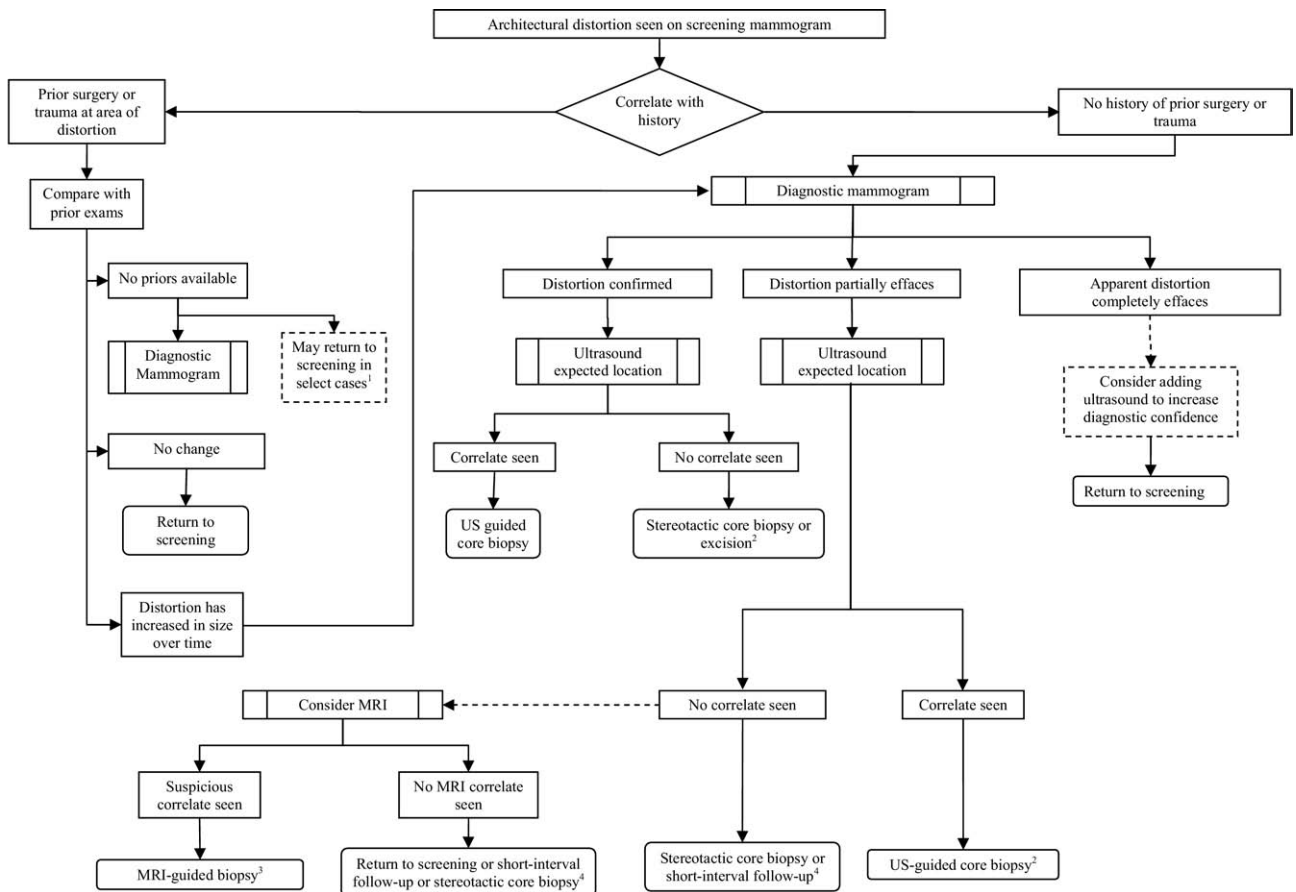 Architectural distortion seen on screening mammogram
Prior surgery or
trauma at area of
distortion
Correlate with
history
No history of prior surgery or
trauma
Compare with
prior exams
Diagnostic mammogram
No priors available
Diagnostic
Mammogram
May return to
screening in
select cases¹
No change
Return to
screening
Distortion has
increased in size
over time
Distortion confirmed
Ultrasound
expected location
Correlate seen
US guided
core biopsy
No correlate seen
Stereotactic core biopsy or
excision²
Distortion partially effaces
Ultrasound
expected location
Apparent distortion
completely effaces
Consider adding
ultrasound to increase
diagnostic confidence
Return to screening
Consider MRI
No correlate seen
Correlate seen
Suspicious
correlate seen
No MRI correlate
seen
MRI-guided biopsy³
Return to screening or short-interval
follow-up or stereotactic core biopsy⁴
Stereotactic core biopsy or
short-interval follow-up⁴
US-guided core biopsy²